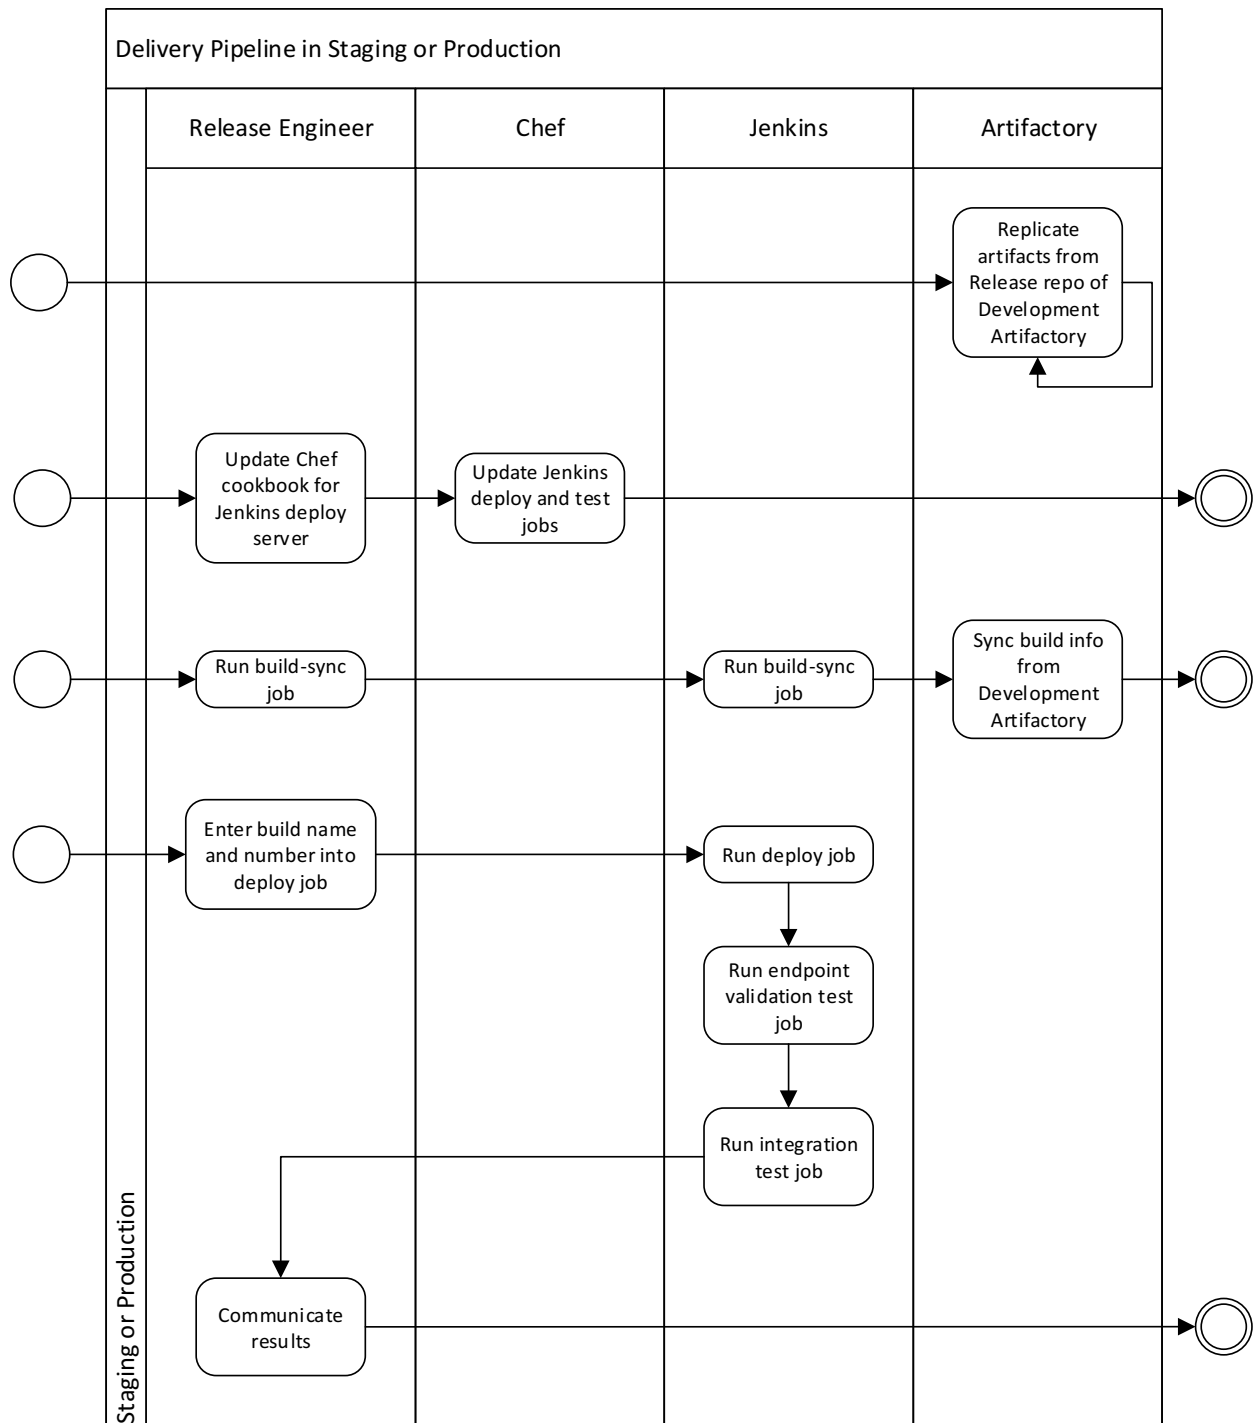 Delivery Pipeline in Staging or Production
Release Engineer
Chef
Jenkins
Artifactory
Replicate
artifacts from
Release repo of
Development
Artifactory
Update Chef
cookbook for
Jenkins deploy
server
Update Jenkins
deploy and test
jobs
Run build-sync
job
Run build-sync
job
Sync build info
from
Development
Artifactory
Enter build name
and number into
deploy job
Run deploy job
Run endpoint
validation test
job
Run integration
test job
Communicate
results
Staging or Production